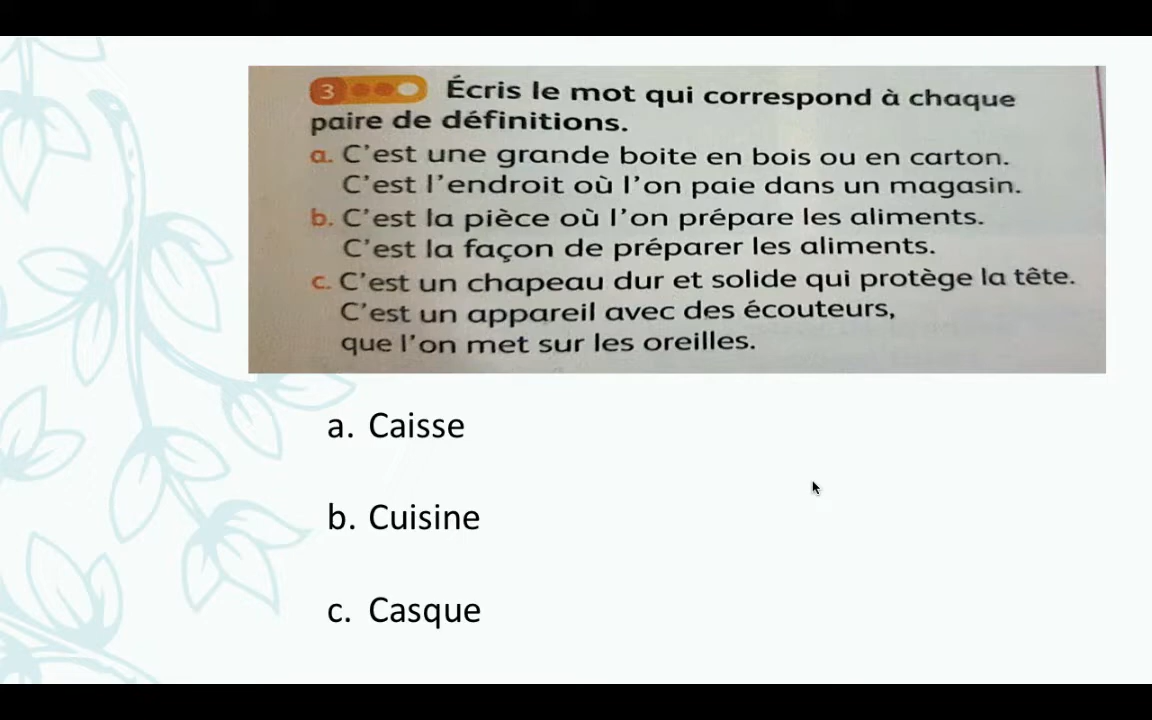 3 Écris le mot qui correspond à chaque
paire de définitions.
a. C'est une grande boite en bois ou en carton.
C'est l'endroit où l'on paie dans un magasin.
b. C'est la pièce où l'on prépare les aliments.
C'est la façon de préparer les aliments.
c. C'est un chapeau dur et solide qui protège la tête.
C'est un appareil avec des écouteurs,
que l'on met sur les oreilles.
a. Caisse
b. Cuisine
c. Casque